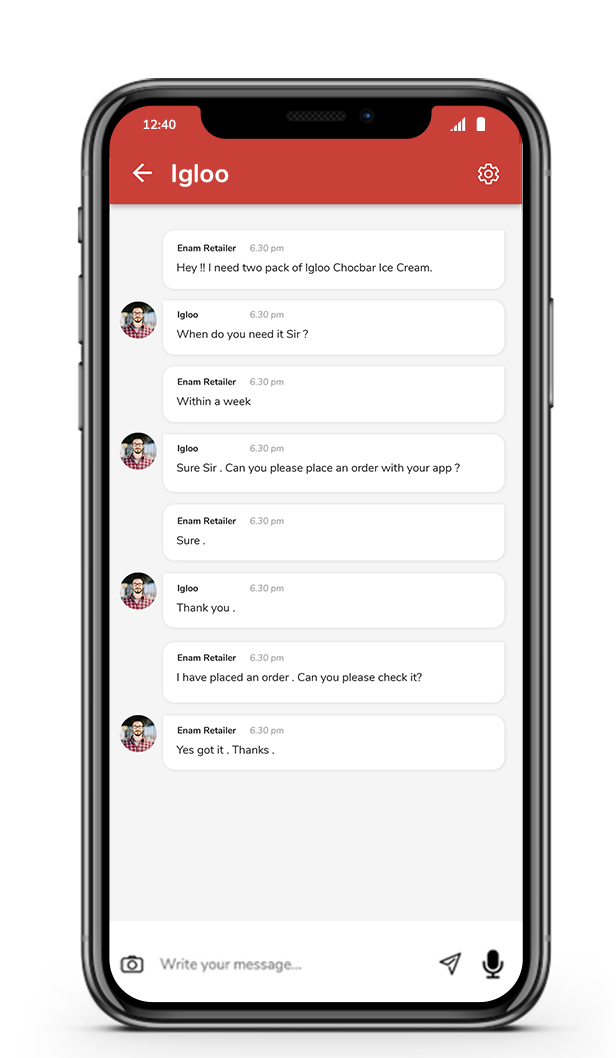 12:40
Igloo
Enam Retailer 6.30 pm
Hey !! I need two pack of Igloo Chocbar Ice Cream.
Igloo 6.30 pm
When do you need it Sir ?
Enam Retailer 6.30 pm
Within a week
Igloo 6.30 pm
Sure Sir . Can you please place an order with your app ?
Enam Retailer 6.30 pm
Sure .
Igloo 6.30 pm
Thank you .
Enam Retailer 6.30 pm
I have placed an order . Can you please check it?
Enam Retailer 6.30 pm
Yes got it . Thanks .
Write your message...